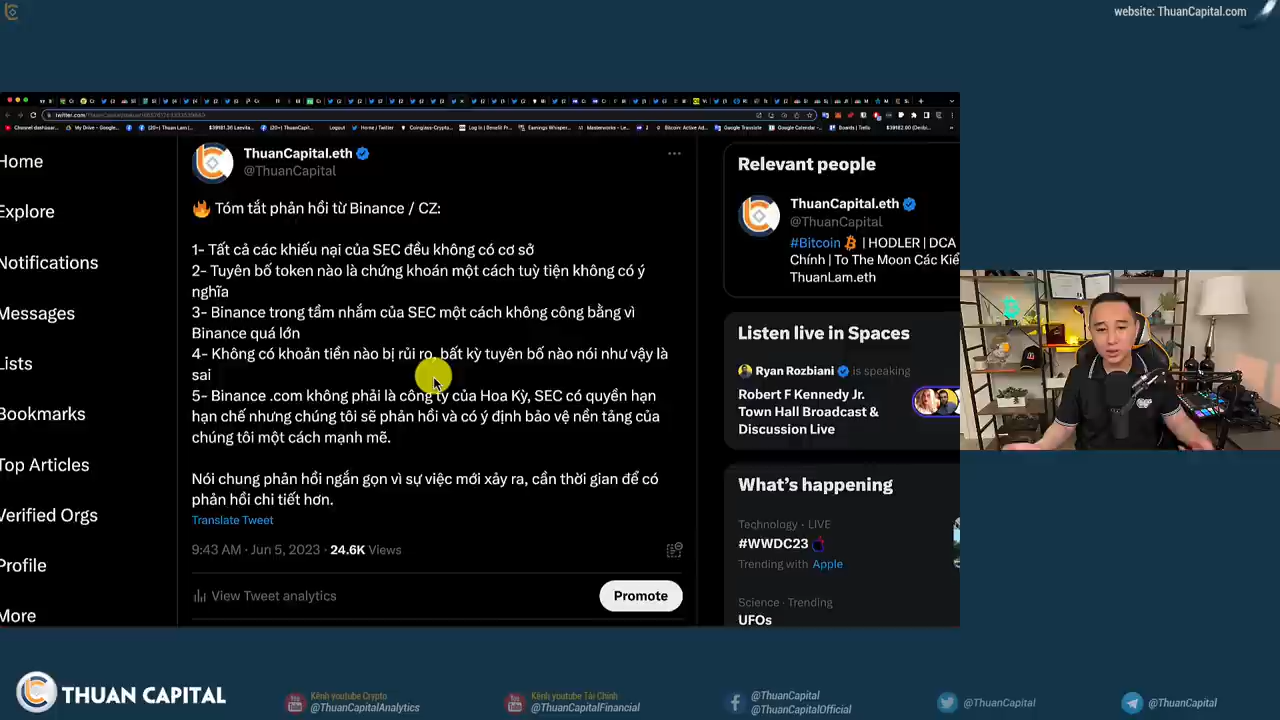 website: ThuanCapital.com
Home
Explore
Notifications
Messages
Lists
Bookmarks
Top Articles
Verified Orgs
Profile
More
ThuanCapital.eth
@ThuanCapital
Tóm tắt phản hồi từ Binance / CZ:
1- Tất cả các khiếu nại của SEC đều không có cơ sở
2- Tuyên bố token nào là chứng khoán một cách tuỳ tiện không có ý
nghĩa
3- Binance trong tầm nhắm của SEC một cách không công bằng vì
Binance quá lớn
4- Không có khoản tiền nào bị rủi ro, bất kỳ tuyên bố nào nói như vậy là
sai
5- Binance .com không phải là công ty của Hoa Kỳ, SEC có quyền hạn
hạn chế nhưng chúng tôi sẽ phản hồi và có ý định bảo vệ nền tảng của
chúng tôi một cách mạnh mẽ.
Nói chung phản hồi ngắn gọn vì sự việc mới xảy ra, cần thời gian để có
phản hồi chi tiết hơn.
Translate Tweet
9:43 AM · Jun 5, 2023 · 24.6K Views
View Tweet analytics
Promote
Relevant people
ThuanCapital.eth
@ThuanCapital
#Bitcoin | HODLER | DCA
Chính | To The Moon Các Kiể
ThuanLam.eth
Listen live in Spaces
Ryan Rozbiani is speaking
Robert F Kennedy Jr.
Town Hall Broadcast &
Discussion Live
What's happening
Technology · LIVE
#WWDC23
Trending with Apple
Science · Trending
UFOs
THUAN CAPITAL
Kênh youtube Crypto
@ThuanCapitalAnalytics
Kênh youtube Tài Chính
@ThuanCapitalFinancial
@ThuanCapital
@ThuanCapitalOfficial
@ThuanCapital
@ThuanCapital